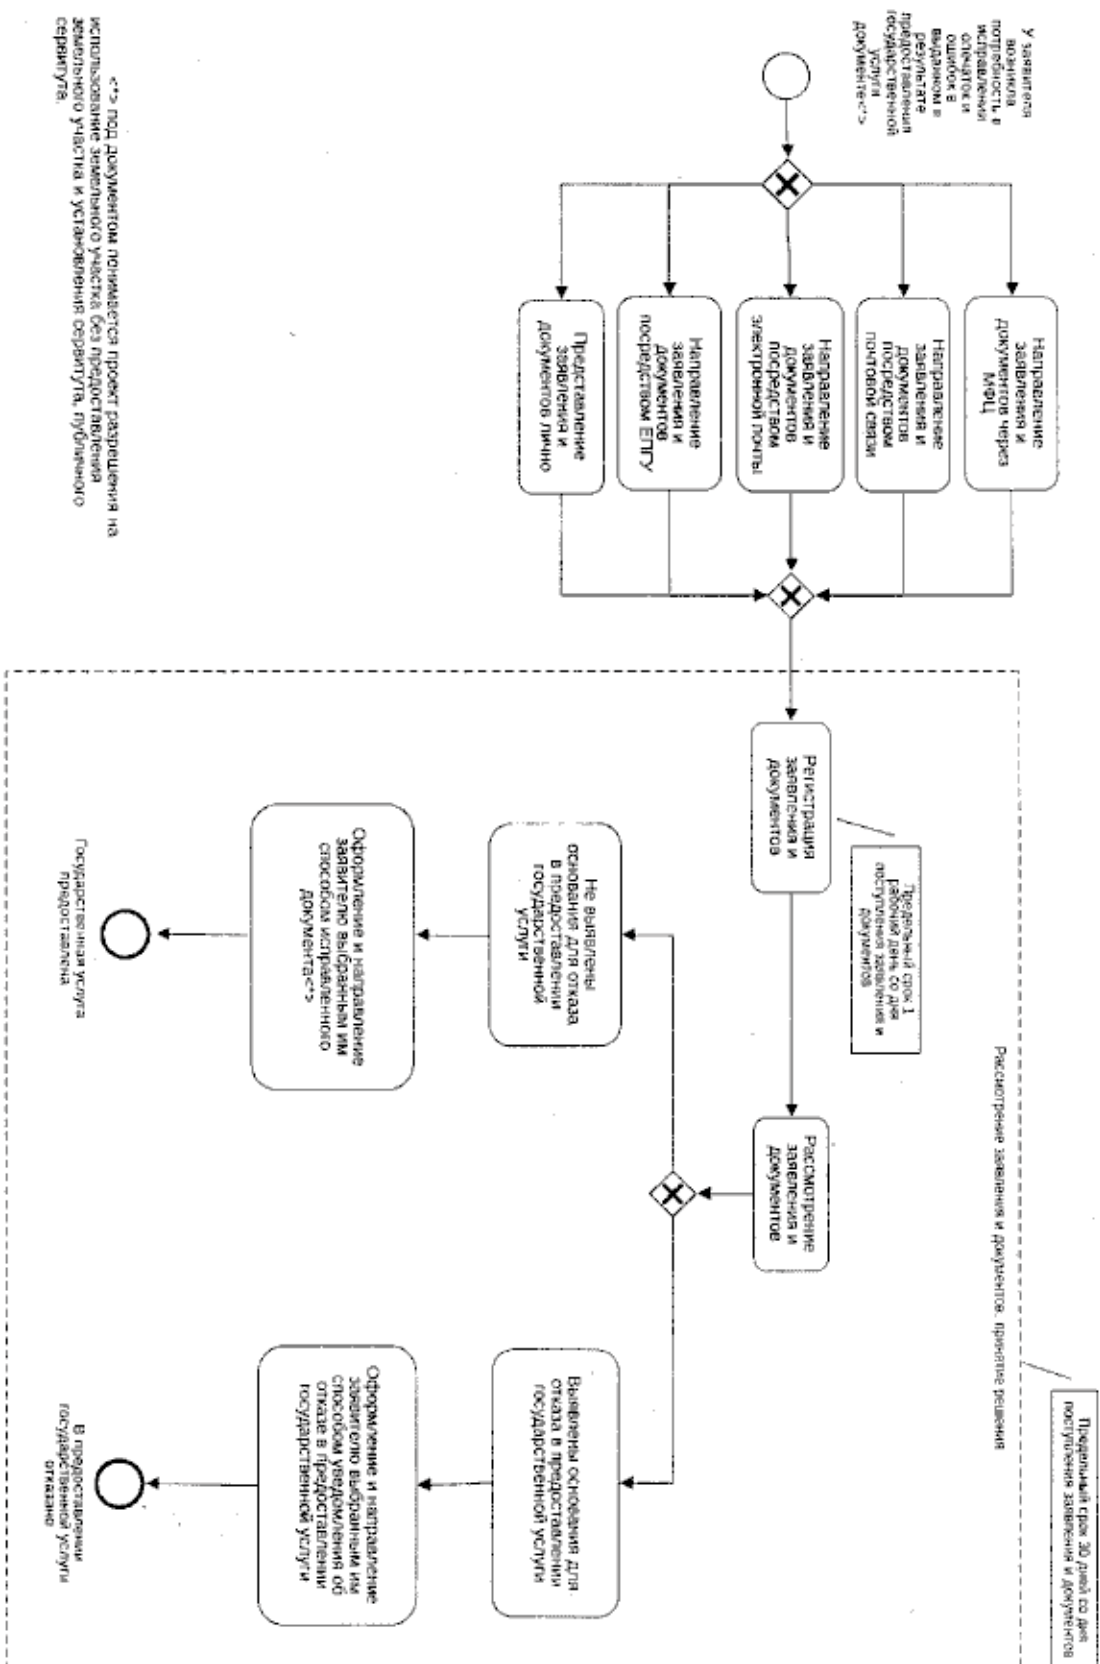 У заявителя
возникла
потребность в
исправлении
опечаток и
ошибок в
выданном в
результате
предоставления
государственной
услуги
документе<*>
Направление
заявления и
документов через
МФЦ
Направление
заявления и
документов
посредством
почтовой связи
Направление
заявления и
документов
посредством
электронной почты
Направление
заявления и
документов
посредством ЕПГУ
Представление
заявления и
документов лично
Предельный срок 30 дней со дня
поступления заявления и документов
Рассмотрение заявления и документов, принятие решения
Предельный срок 1
рабочий день со дня
поступления заявления и
документов
Регистрация
заявления и
документов
Рассмотрение
заявления и
документов
Не выявлены
основания для отказа
в предоставлении
государственной
услуги
Выявлены основания для
отказа в предоставлении
государственной услуги
Оформление и направление
заявителю выбранным им
способом исправленного
документа<*>
Оформление и направление
заявителю выбранным им
способом уведомления об
отказе в предоставлении
государственной услуги
Государственная услуга
предоставлена
В предоставлении
государственной услуги
отказано
<*> под документом понимается проект разрешения на
использование земельного участка без предоставления
земельного участка и установления сервитута, публичного
сервитута.